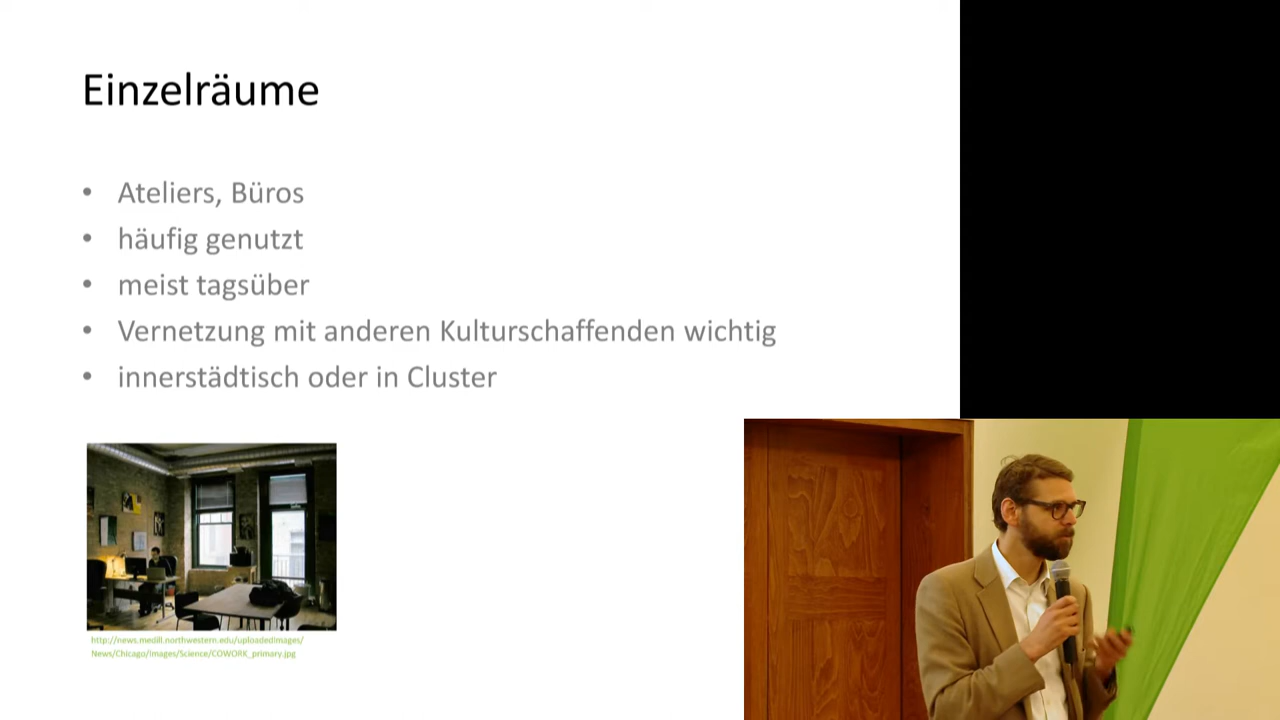 Einzelräume
• Ateliers, Büros
• häufig genutzt
• meist tagsüber
• Vernetzung mit anderen Kulturschaffenden wichtig
• innerstädtisch oder in Cluster
http://news.medill.northwestern.edu/uploadedImages/
News/Chicago/Images/Science/COWORK_primary.jpg